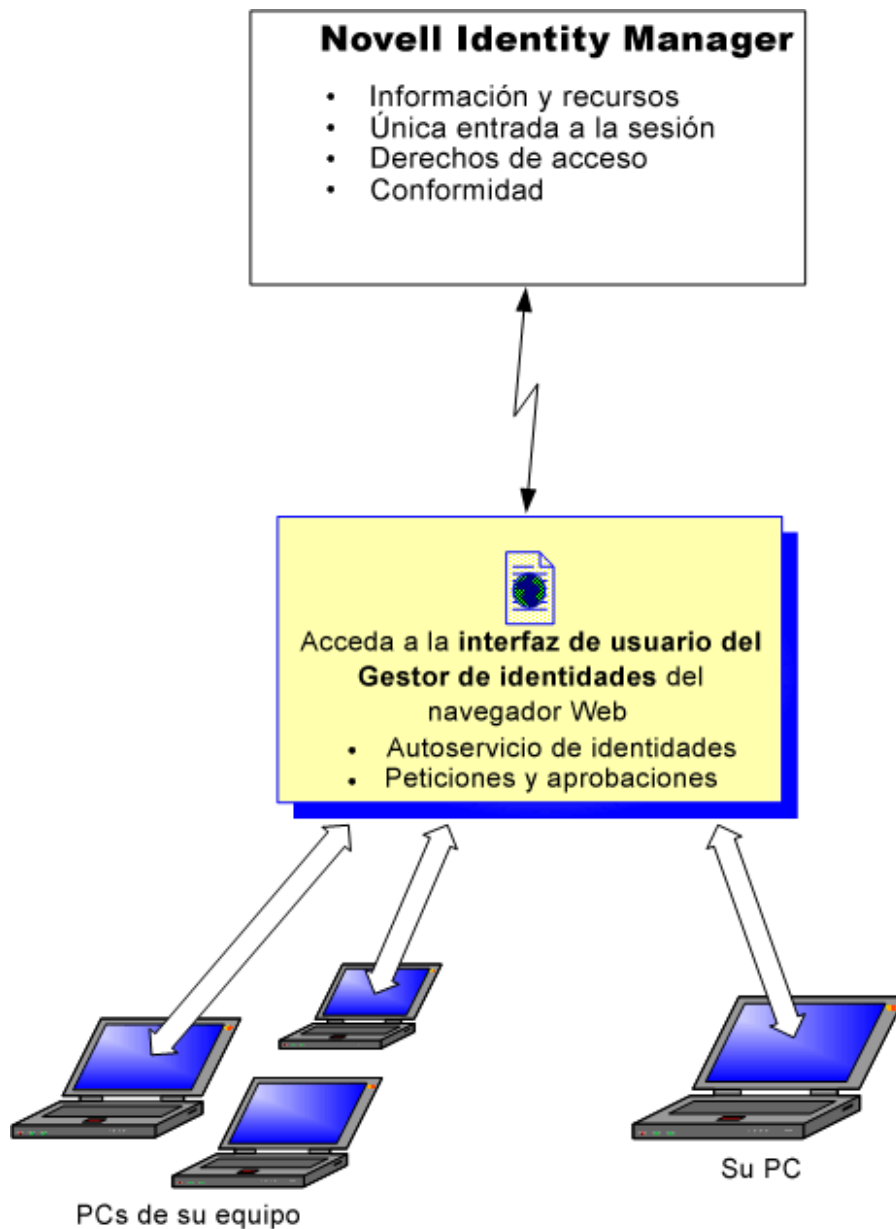 Novell Identity Manager
• Información y recursos
• Única entrada a la sesión
• Derechos de acceso
• Conformidad
Acceda a la interfaz de usuario del
Gestor de identidades del
navegador Web
• Autoservicio de identidades
• Peticiones y aprobaciones
Su PC
PCs de su equipo